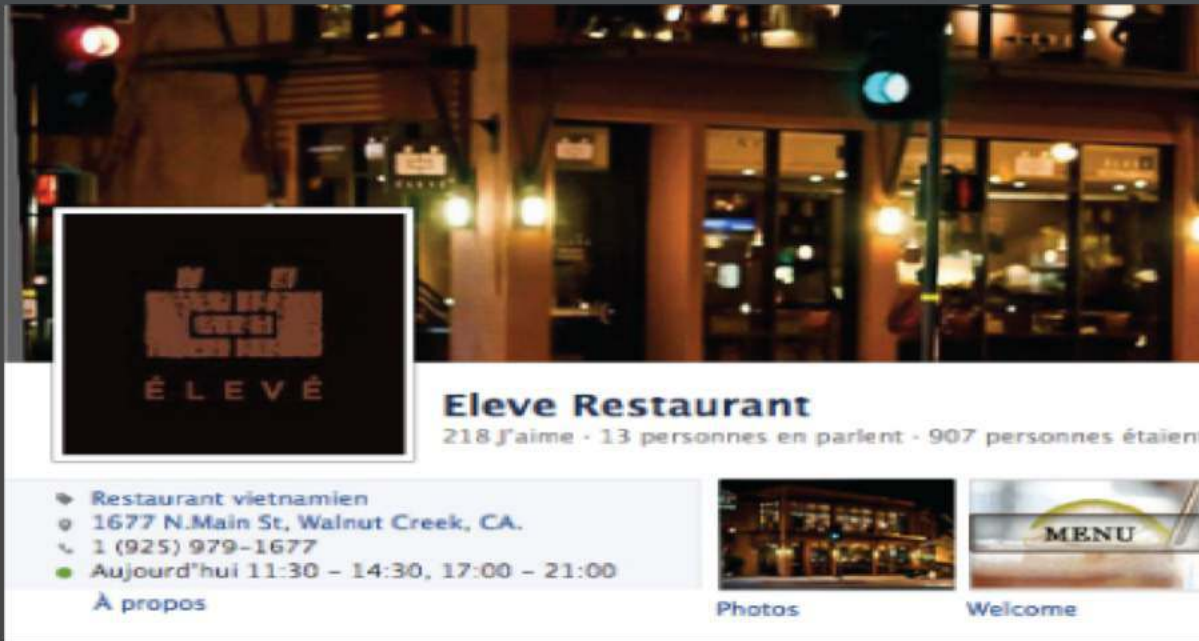 ÉLEVÉ
Eleve Restaurant
218 J'aime · 13 personnes en parlent · 907 personnes étaient
Restaurant vietnamien
1677 N.Main St, Walnut Creek, CA.
1 (925) 979-1677
Aujourd'hui 11:30 – 14:30, 17:00 – 21:00
À propos
MENU
Photos
Welcome